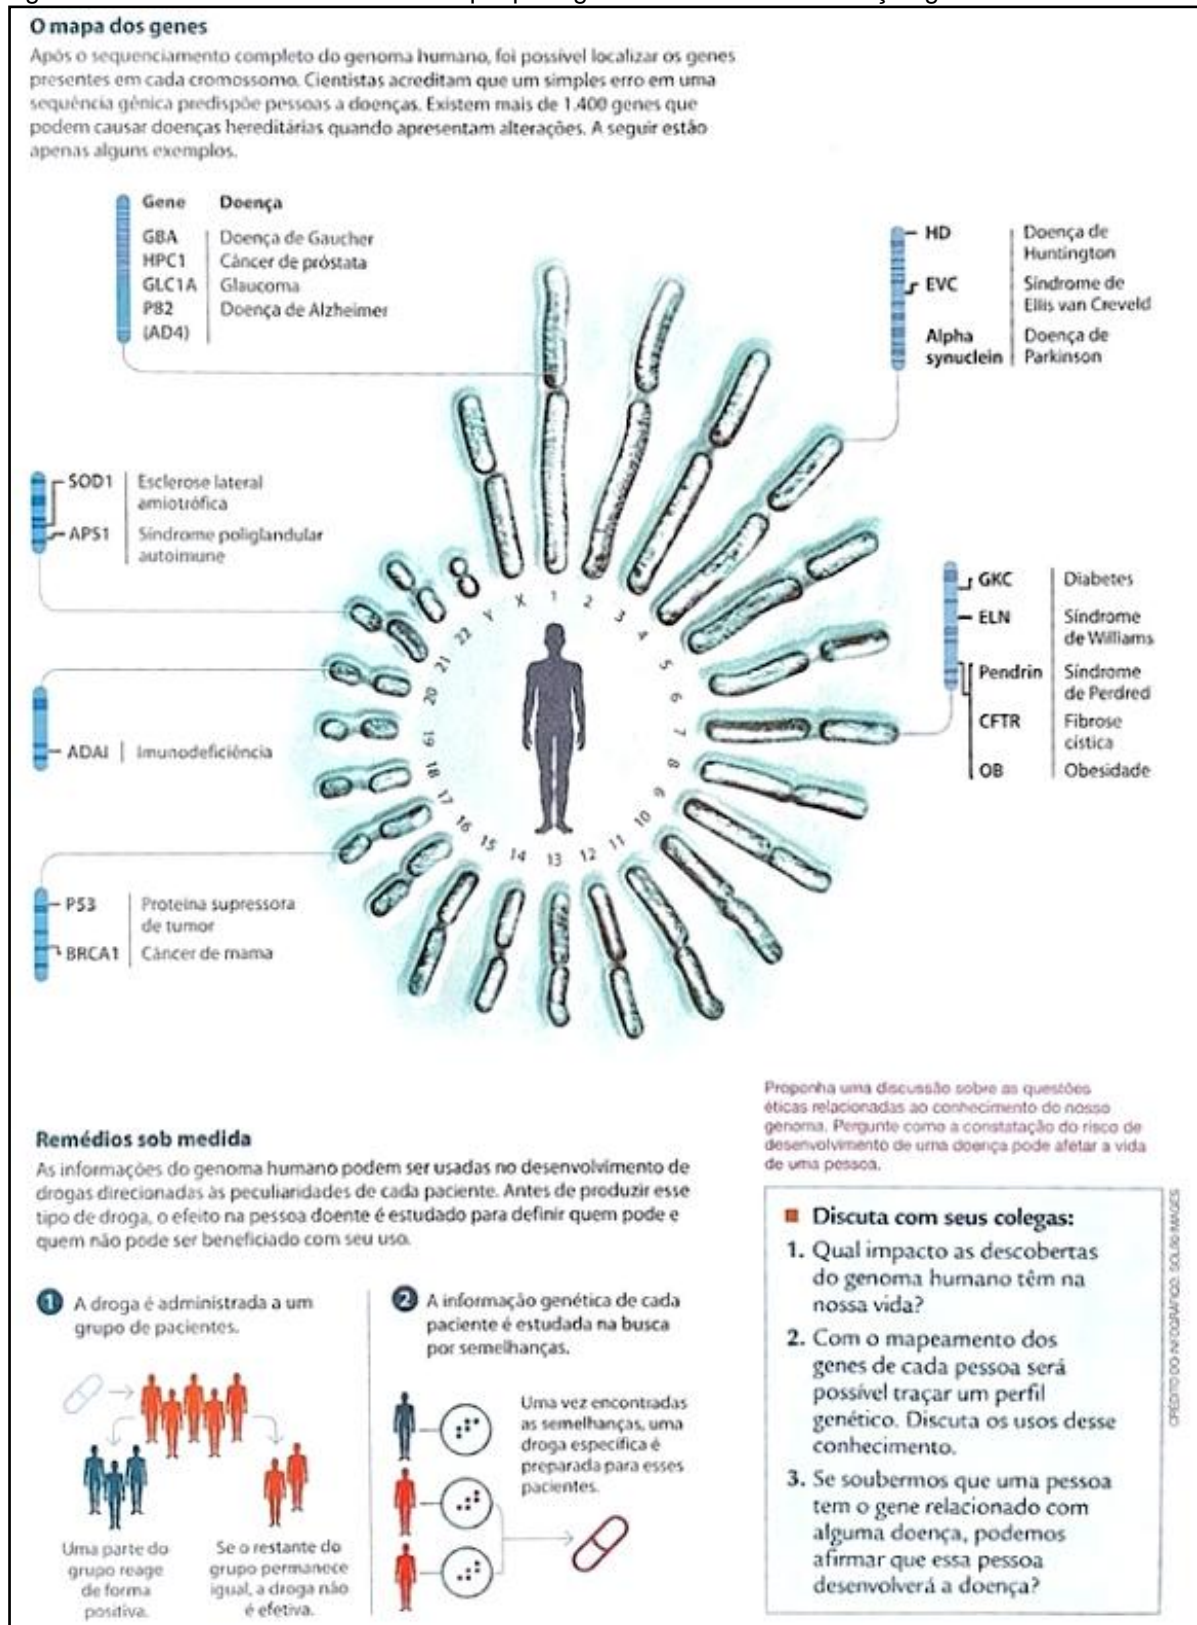 O mapa dos genes
Após o sequenciamento completo do genoma humano, foi possível localizar os genes
presentes em cada cromossomo. Cientistas acreditam que um simples erro em uma
sequência gênica predispõe pessoas a doenças. Existem mais de 1.400 genes que
podem causar doenças hereditárias quando apresentam alterações. A seguir estão
apenas alguns exemplos.
Gene Doença
GBA Doença de Gaucher
HPC1 Câncer de próstata
GLC1A Glaucoma
P82 Doença de Alzheimer
(AD4)
HD Doença de
Huntington
EVC Síndrome de
Ellis van Creveld
Alpha Doença de
synuclein Parkinson
SOD1 Esclerose lateral
amiotrófica
APS1 Síndrome poliglandular
autoimune
GKC Diabetes
ELN Síndrome
de Williams
Pendrin Síndrome
de Perdred
CFTR Fibrose
cística
OB Obesidade
ADAI Imunodeficiência
P53 Proteína supressora
de tumor
BRCA1 Câncer de mama
1 2 3 4 5 6 7 8 9 10 11 12 13 14 15 16 17 18 19 20 21 22 Y X
Proponha uma discussão sobre as questões
éticas relacionadas ao conhecimento do nosso
genoma. Pergunte como a constatação do risco de
desenvolvimento de uma doença pode afetar a vida
de uma pessoa.
Remédios sob medida
As informações do genoma humano podem ser usadas no desenvolvimento de
drogas direcionadas às peculiaridades de cada paciente. Antes de produzir esse
tipo de droga, o efeito na pessoa doente é estudado para definir quem pode e
quem não pode ser beneficiado com seu uso.
1 A droga é administrada a um
grupo de pacientes.
Uma parte do
grupo reage
de forma
positiva.
Se o restante do
grupo permanece
igual, a droga não
é efetiva.
2 A informação genética de cada
paciente é estudada na busca
por semelhanças.
Uma vez encontradas
as semelhanças, uma
droga específica é
preparada para esses
pacientes.
Discuta com seus colegas:
1. Qual impacto as descobertas
do genoma humano têm na
nossa vida?
2. Com o mapeamento dos
genes de cada pessoa será
possível traçar um perfil
genético. Discuta os usos desse
conhecimento.
3. Se soubermos que uma pessoa
tem o gene relacionado com
alguma doença, podemos
afirmar que essa pessoa
desenvolverá a doença?
CRÉDITO DO INFOGRÁFICO: SOL90 IMAGES